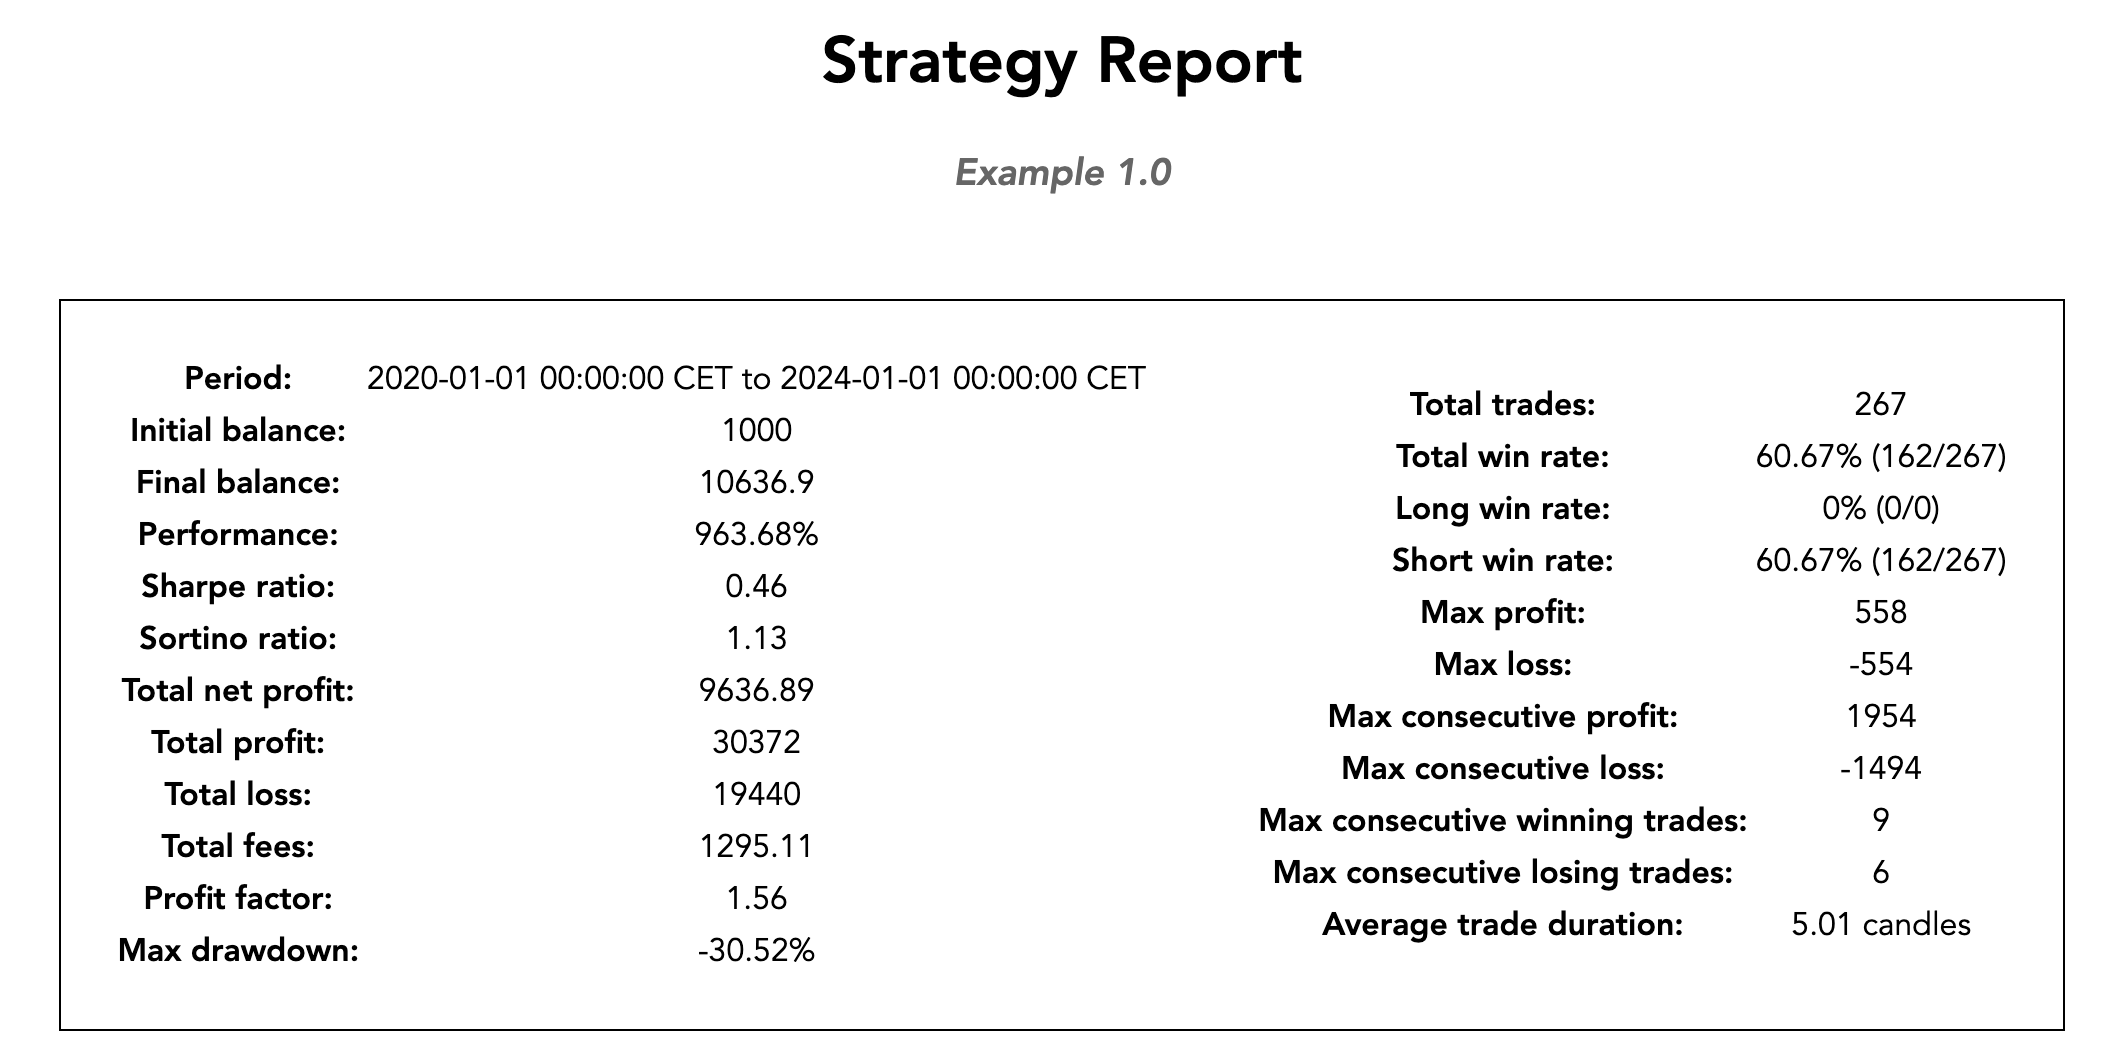 Strategy Report
Example 1.0
Period: 2020-01-01 00:00:00 CET to 2024-01-01 00:00:00 CET
Initial balance: 1000
Final balance: 10636.9
Performance: 963.68%
Sharpe ratio: 0.46
Sortino ratio: 1.13
Total net profit: 9636.89
Total profit: 30372
Total loss: 19440
Total fees: 1295.11
Profit factor: 1.56
Max drawdown: -30.52%
Total trades: 267
Total win rate: 60.67% (162/267)
Long win rate: 0% (0/0)
Short win rate: 60.67% (162/267)
Max profit: 558
Max loss: -554
Max consecutive profit: 1954
Max consecutive loss: -1494
Max consecutive winning trades: 9
Max consecutive losing trades: 6
Average trade duration: 5.01 candles